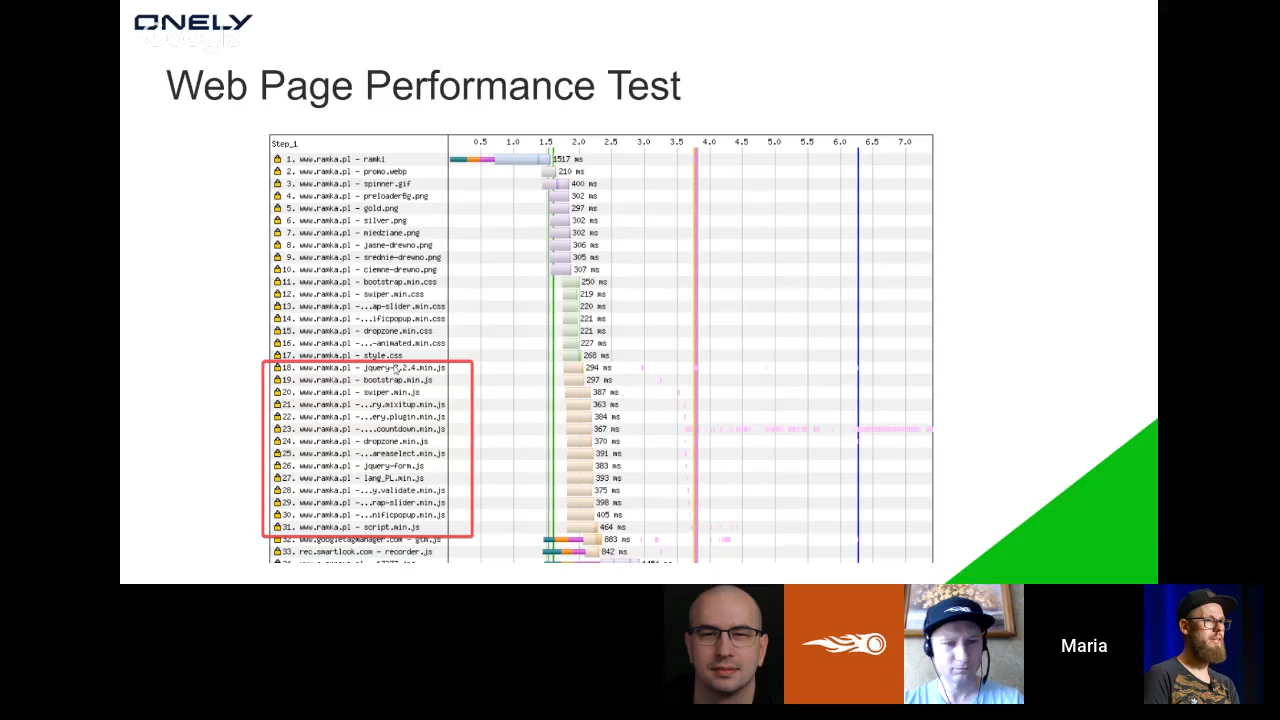 ONELY
Google
Web Page Performance Test
Step_1 0.5 1.0 1.5 2.0 2.5 3.0 3.5 4.0 4.5 5.0 5.5 6.0 6.5 7.0
1. www.ramka.pl - ramki 1517 ms
2. www.ramka.pl - promo.webp 210 ms
3. www.ramka.pl - spinner.gif 400 ms
4. www.ramka.pl - preloaderBg.png 302 ms
5. www.ramka.pl - gold.png 297 ms
6. www.ramka.pl - silver.png 302 ms
7. www.ramka.pl - miedziane.png 302 ms
8. www.ramka.pl - jasne-drewno.png 306 ms
9. www.ramka.pl - srednie-drewno.png 305 ms
10. www.ramka.pl - ciemne-drewno.png 307 ms
11. www.ramka.pl - bootstrap.min.css 250 ms
12. www.ramka.pl - swiper.min.css 219 ms
13. www.ramka.pl -...ap-slider.min.css 220 ms
14. www.ramka.pl -...ificpopup.min.css 221 ms
15. www.ramka.pl - dropzone.min.css 221 ms
16. www.ramka.pl -...-animated.min.css 227 ms
17. www.ramka.pl - style.css 268 ms
18. www.ramka.pl - jquery-3.2.4.min.js 294 ms
19. www.ramka.pl - bootstrap.min.js 297 ms
20. www.ramka.pl - swiper.min.js 387 ms
21. www.ramka.pl -...ry.mixitup.min.js 363 ms
22. www.ramka.pl -...ery.plugin.min.js 384 ms
23. www.ramka.pl -....countdown.min.js 367 ms
24. www.ramka.pl - dropzone.min.js 370 ms
25. www.ramka.pl -...areaselect.min.js 391 ms
26. www.ramka.pl - jquery-form.js 383 ms
27. www.ramka.pl - lang_PL.min.js 393 ms
28. www.ramka.pl -...y.validate.min.js 375 ms
29. www.ramka.pl -...rap-slider.min.js 398 ms
30. www.ramka.pl -...nificpopup.min.js 405 ms
31. www.ramka.pl - script.min.js 464 ms
32. www.googletagmanager.com - gtm.js 883 ms
33. rec.smartlook.com - recorder.js 842 ms
Maria